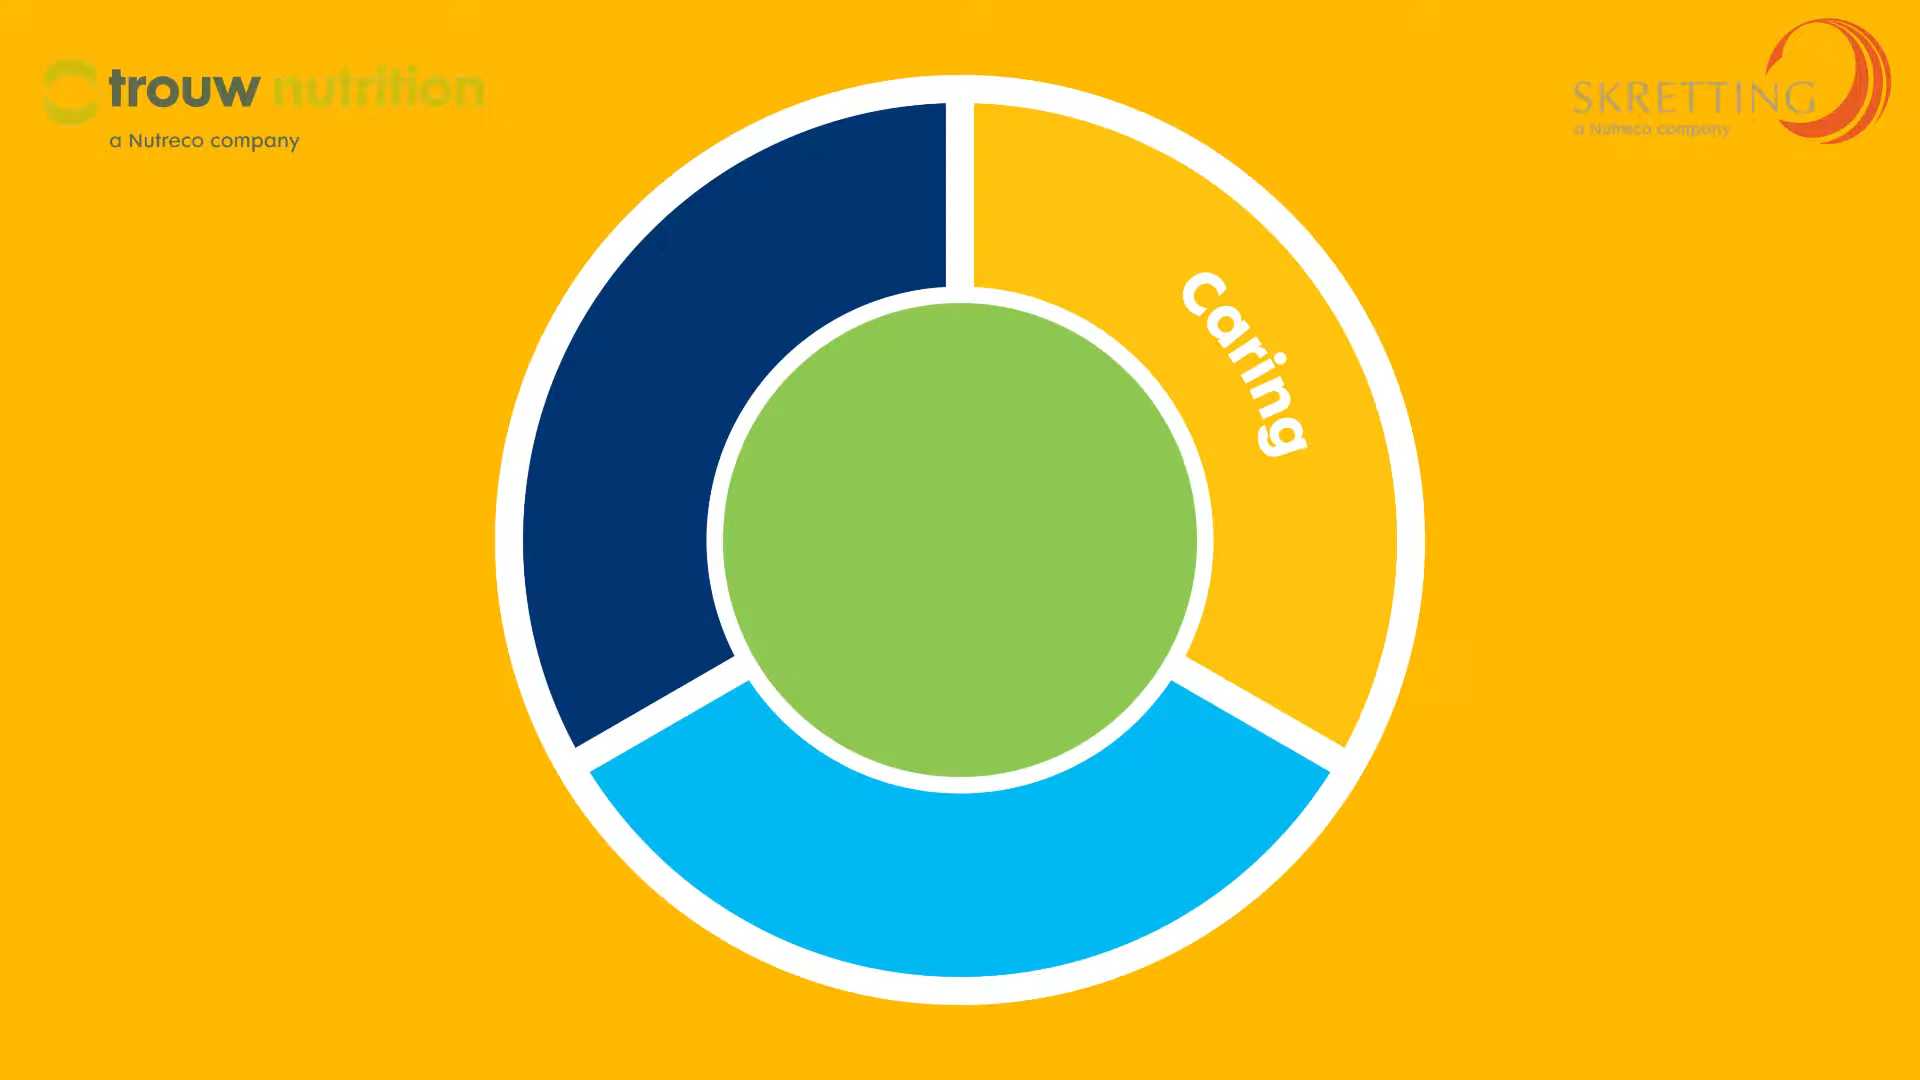 trouw nutrition
a Nutreco company
SKRETTING
a Nutreco company
caring